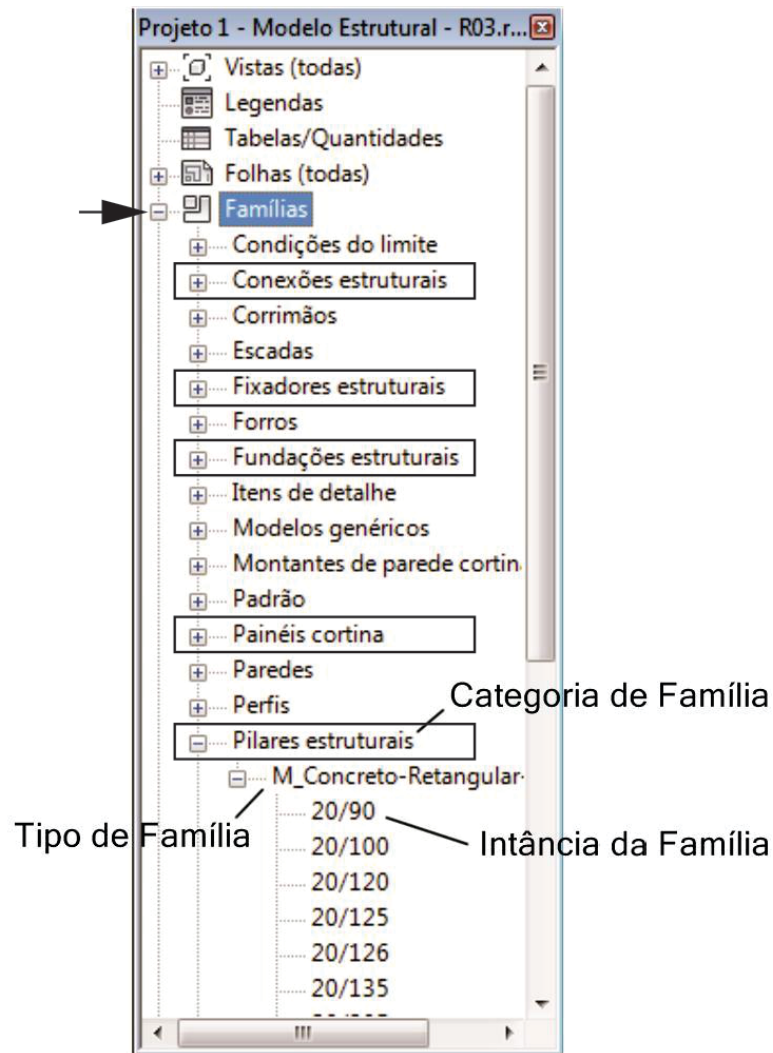 Projeto 1 - Modelo Estrutural - R03.r...
Vistas (todas)
Legendas
Tabelas/Quantidades
Folhas (todas)
Famílias
Condições do limite
Conexões estruturais
Corrimãos
Escadas
Fixadores estruturais
Forros
Fundações estruturais
Itens de detalhe
Modelos genéricos
Montantes de parede cortin
Padrão
Painéis cortina
Paredes
Perfis
Categoria de Família
Pilares estruturais
M_Concreto-Retangular-
20/90
Tipo de Família
Intância da Família
20/100
20/120
20/125
20/126
20/135